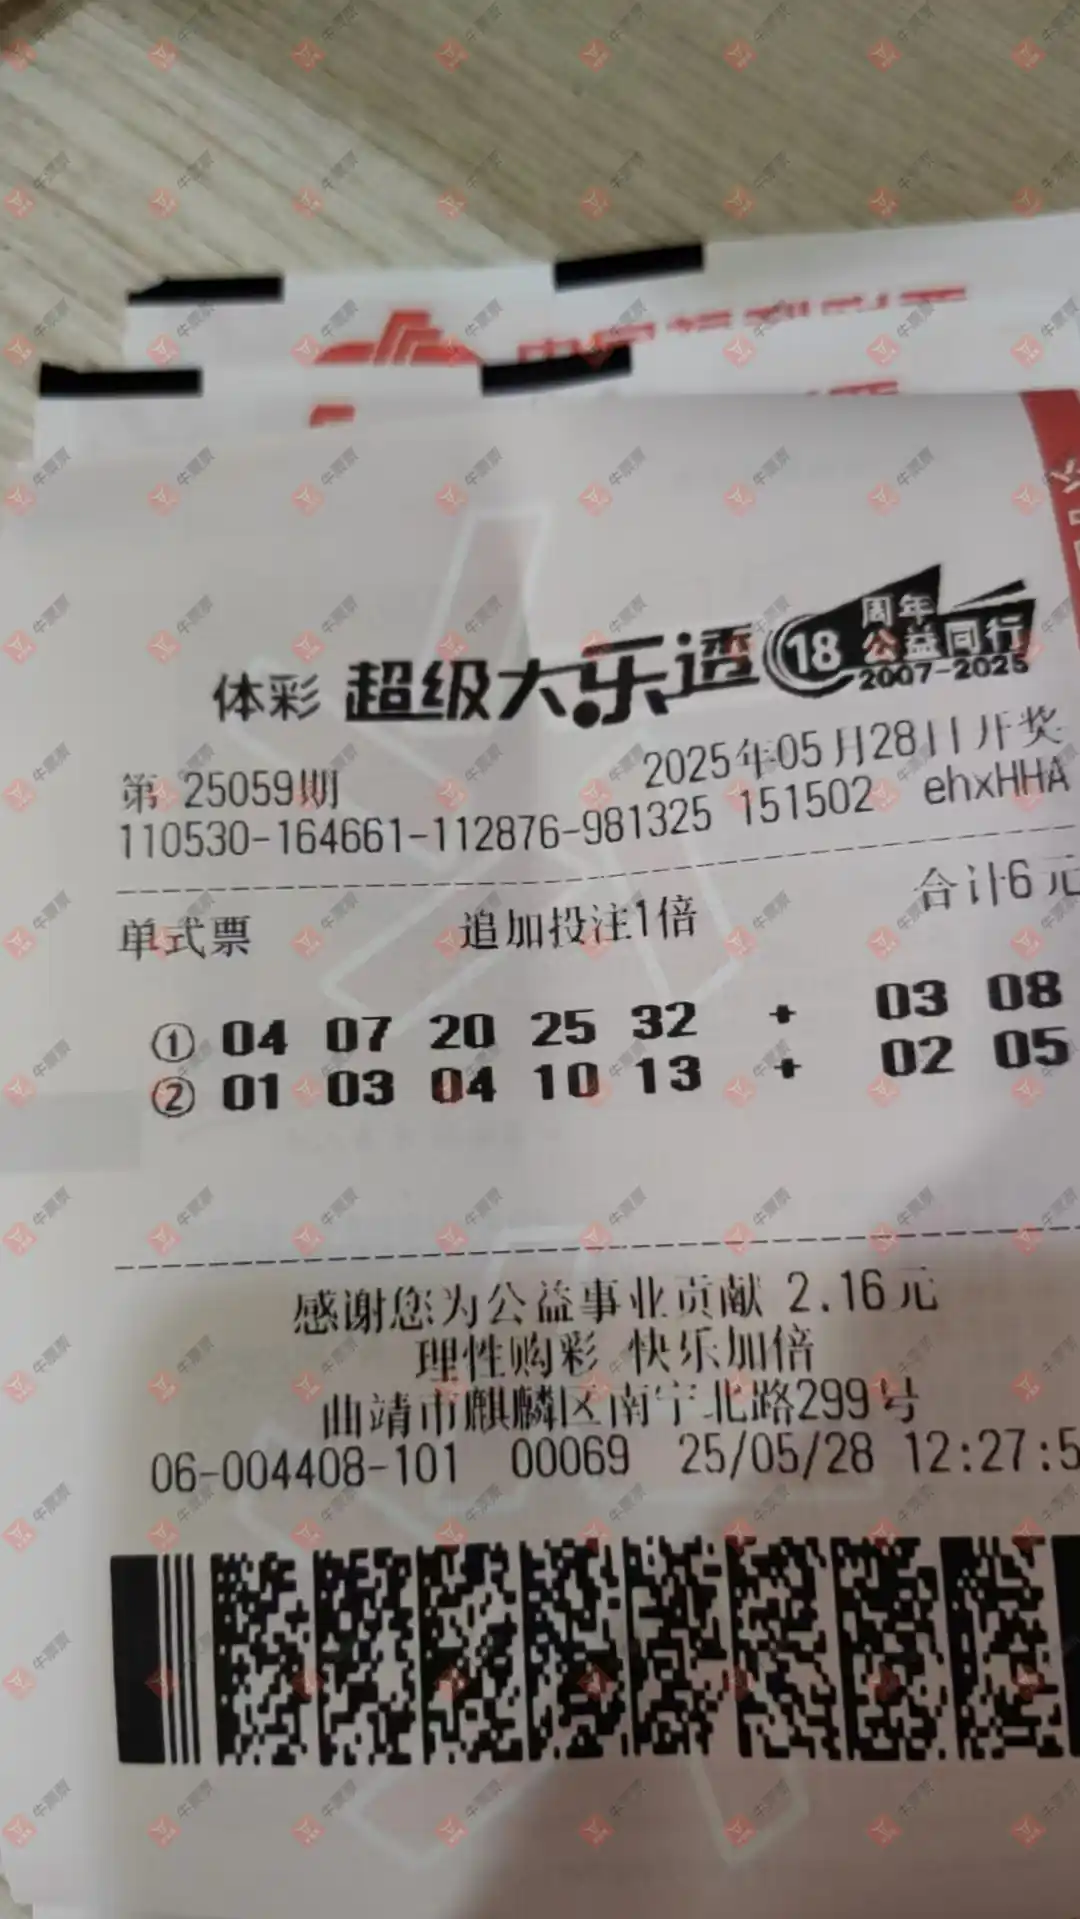 体彩 超级大乐透 18 周年 公益同行 2007-2025
第 25059期 2025年05月28日开奖
110530-164661-112876-981325 151502 ehxHHA
单式票 追加投注1倍 合计6元
① 04 07 20 25 32 + 03 08
② 01 03 04 10 13 + 02 05
感谢您为公益事业贡献 2.16元
理性购彩 快乐加倍
曲靖市麒麟区南宁北路299号
06-004408-101 00069 25/05/28 12:27:5
牛票票